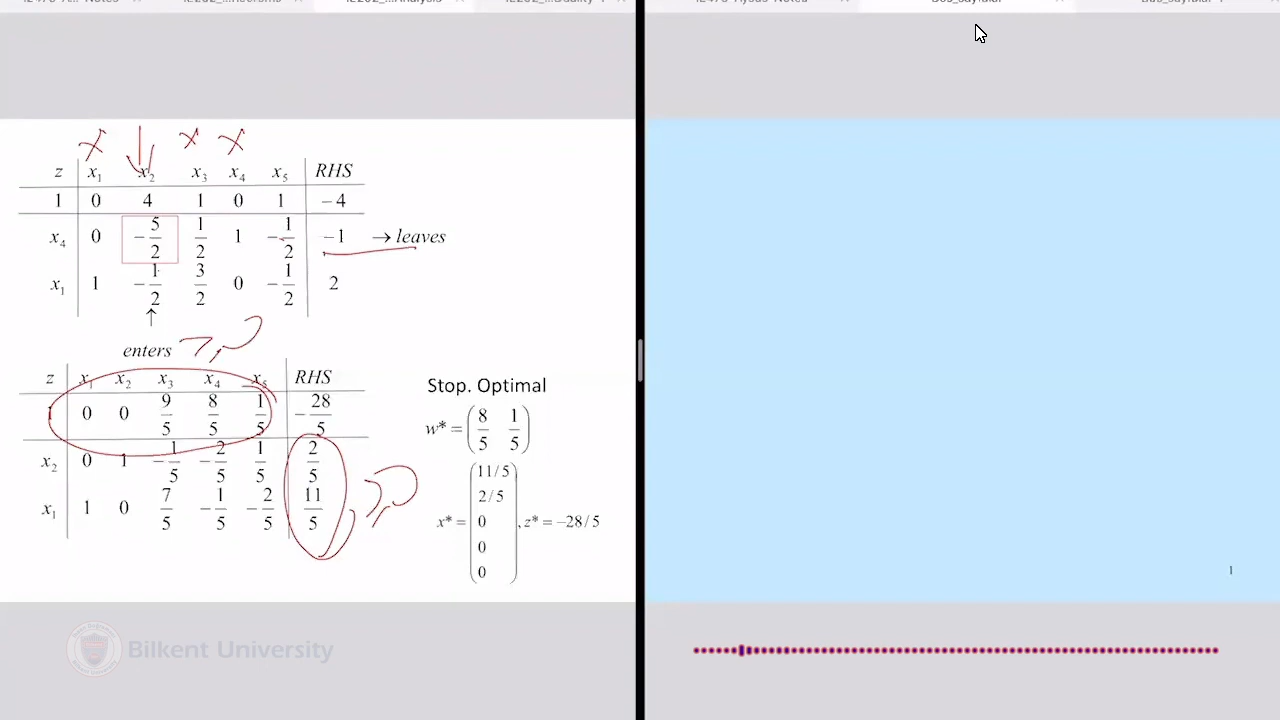 z x₁ x₂ x₃ x₄ x₅ RHS
1 0 4 1 0 1 −4
x₄ 0 −5/2 1/2 1 −1/2 −1 → leaves
x₁ 1 −1/2 3/2 0 −1/2 2
↑
enters
z x₁ x₂ x₃ x₄ x₅ RHS
0 0 9/5 8/5 1/5 −28/5
x₂ 0 1 −1/5 −2/5 1/5 2/5
x₁ 1 0 7/5 −1/5 −2/5 11/5
Stop. Optimal
w* = (8/5 1/5)
x* = (11/5 2/5 0 0 0), z* = −28/5
Bilkent University
1